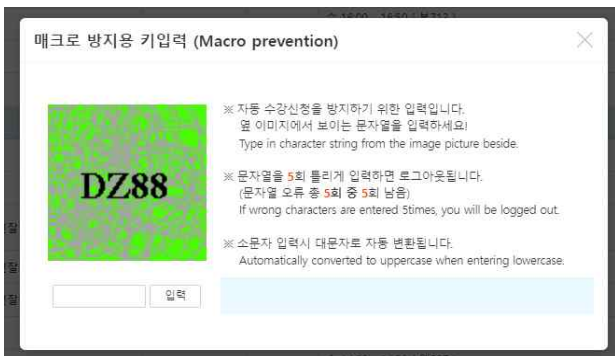 매크로 방지용 키입력 (Macro prevention)
※ 자동 수강신청을 방지하기 위한 입력입니다.
옆 이미지에서 보이는 문자열을 입력하세요!
Type in character string from the image picture beside.
DZ88
※ 문자열을 5회 틀리게 입력하면 로그아웃됩니다.
(문자열 오류 총 5회 중 5회 남음)
If wrong characters are entered 5times, you will be logged out.
※ 소문자 입력시 대문자로 자동 변환됩니다.
Automatically converted to uppercase when entering lowercase.
입력